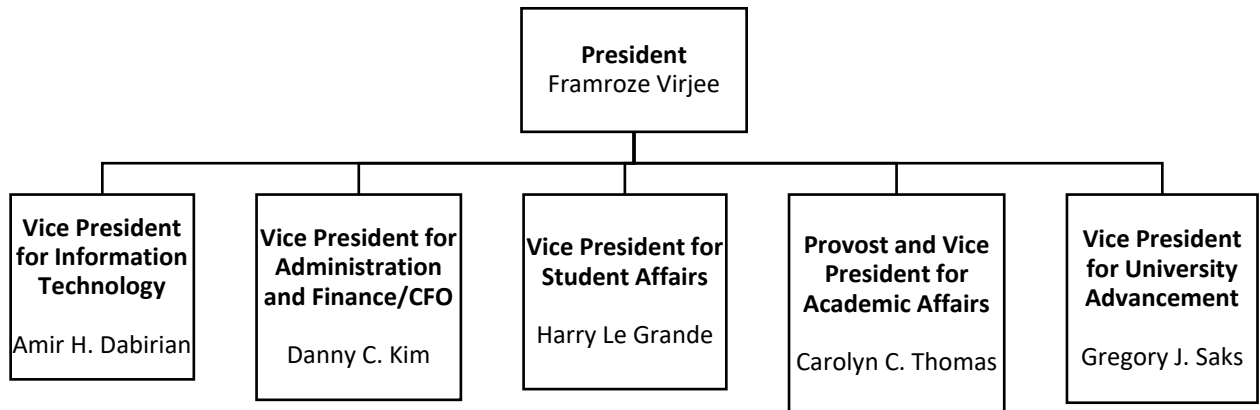 President
Framroze Virjee
Vice President
for Information
Technology
Amir H. Dabirian
Vice President for
Administration
and Finance/CFO
Danny C. Kim
Vice President for
Student Affairs
Harry Le Grande
Provost and Vice
President for
Academic Affairs
Carolyn C. Thomas
Vice President
for University
Advancement
Gregory J. Saks